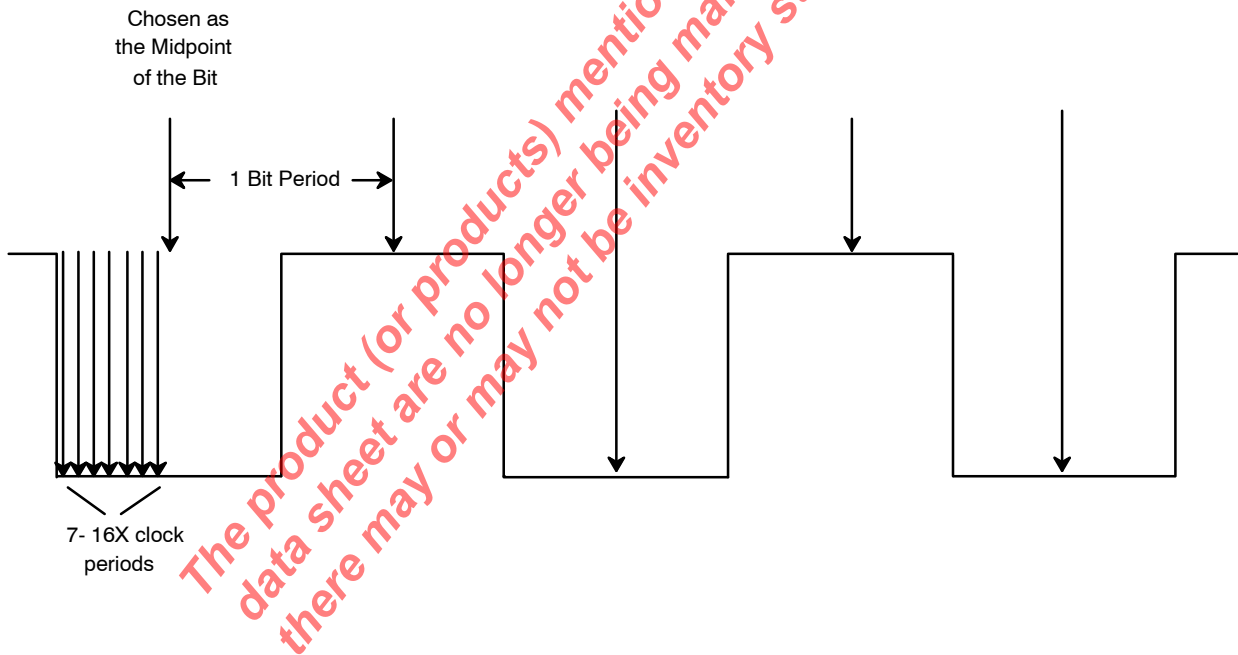 Chosen as
the Midpoint
of the Bit
1 Bit Period
7- 16X clock
periods
The product (or products) mentio
data sheet are no longer being ma
there may or may not be inventory s